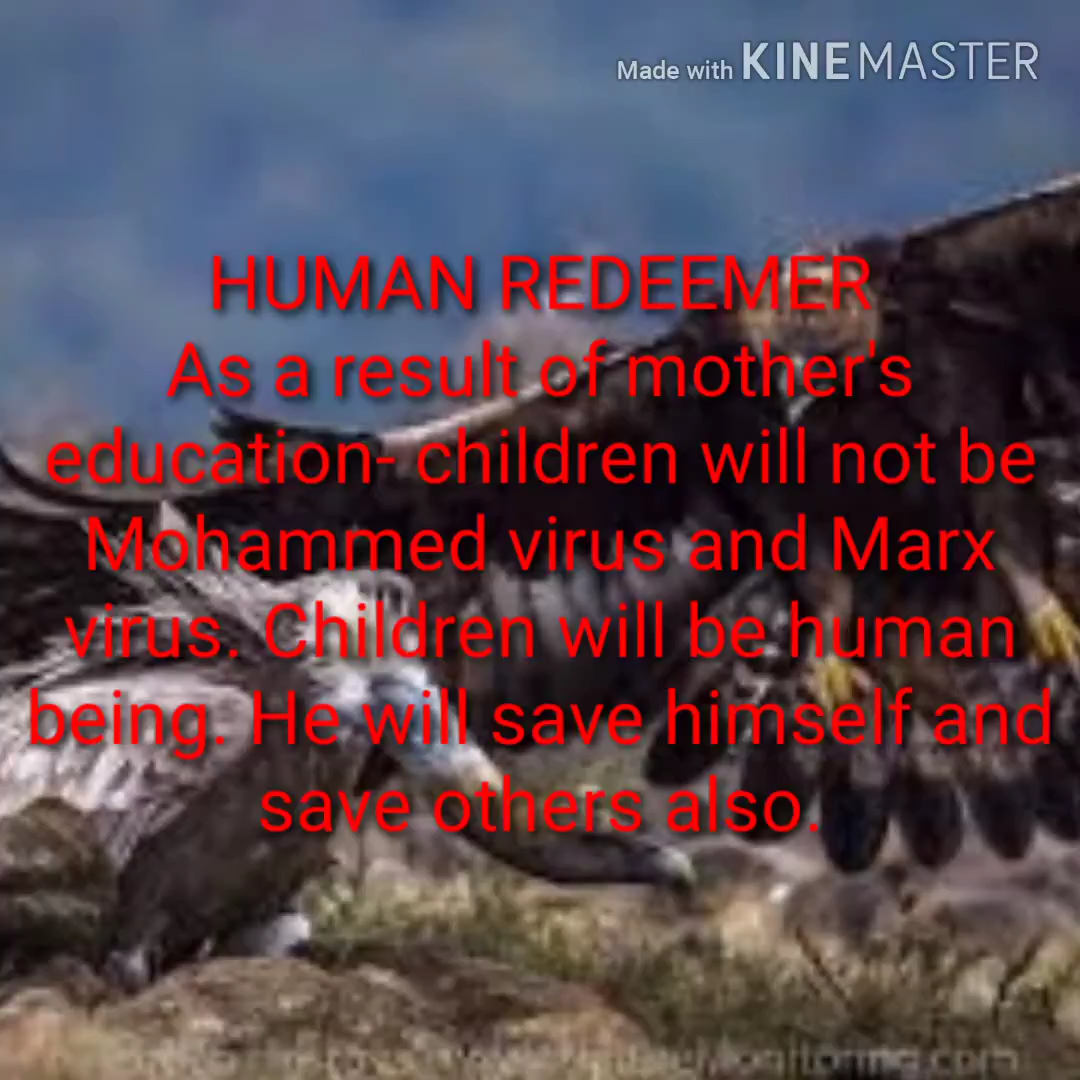 Made with KINEMASTER
HUMAN REDEEMER
As a result of mother's
education- children will not be
Mohammed virus and Marx
virus. Children will be human
being. He will save himself and
save others also.